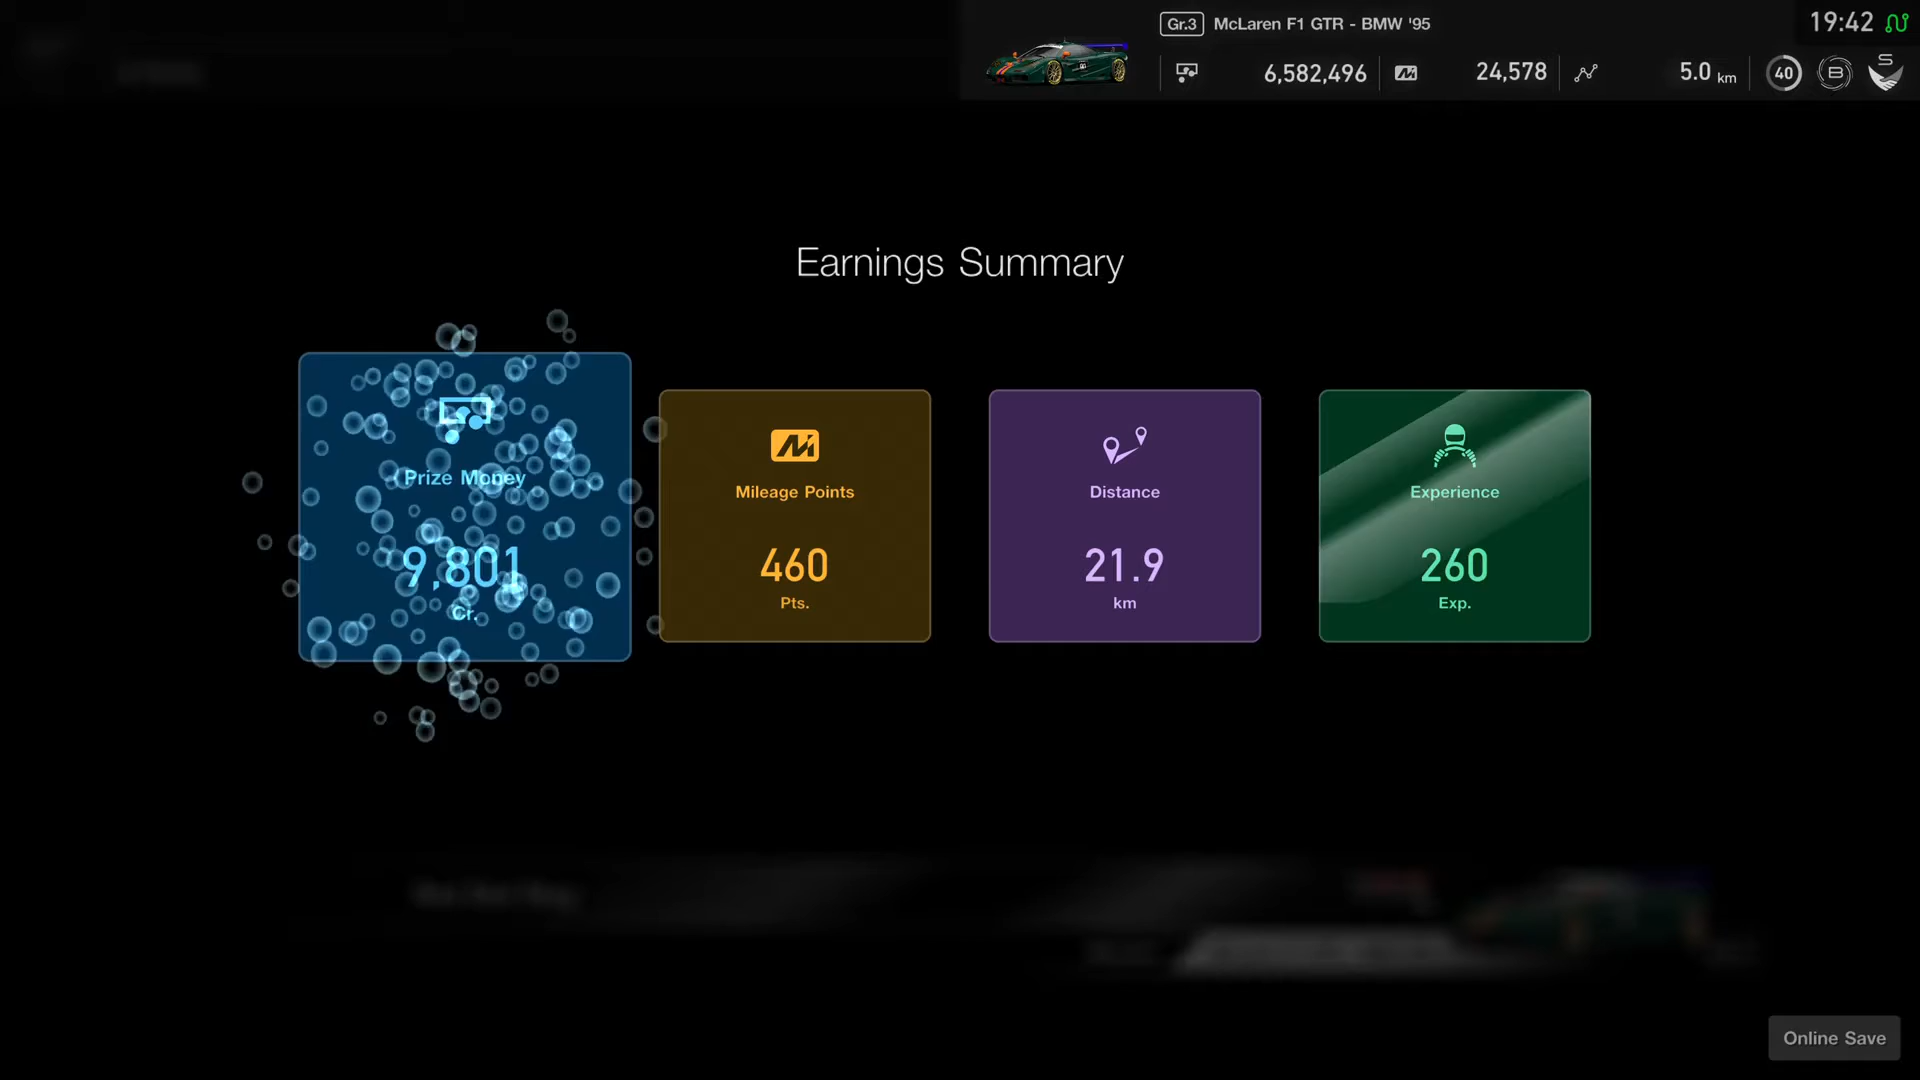 Gr.3 McLaren F1 GTR - BMW '95
19:42
6,582,496
24,578
5.0 km
40
B
S
Earnings Summary
Prize Money
9,801
Cr.
Mileage Points
460
Pts.
Distance
21.9
km
Experience
260
Exp.
Online Save